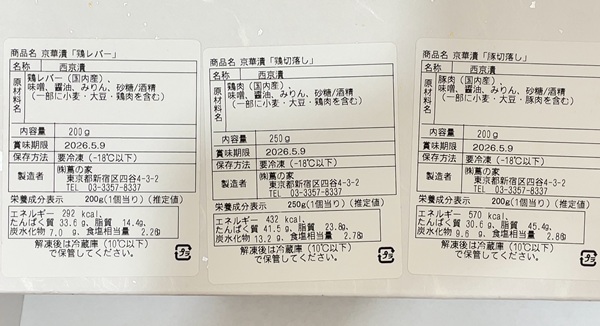 商品名 京華漬「鶏レバー」
名称 西京漬
原材料名
鶏レバー(国内産)、
味噌、醤油、みりん、砂糖/酒精
(一部に小麦・大豆・鶏肉を含む)
内容量 200g
賞味期限 2026.5.9
保存方法 要冷凍(-18℃以下)
製造者
㈱蔦の家
東京都新宿区四谷4-3-2
TEL 03-3357-8337
栄養成分表示 200g(1個当り)(推定値)
エネルギー 292 kcal,
たんぱく質 33.6 g, 脂質 14.4g,
炭水化物 7.0 g, 食塩相当量 2.2g
解凍後は冷蔵庫(10℃以下)
で保管してください。
プラ
商品名 京華漬「鶏切落し」
名称 西京漬
原材料名
鶏肉(国内産)、
味噌、醤油、みりん、砂糖/酒精
(一部に小麦・大豆・鶏肉を含む)
内容量 250g
賞味期限 2026.5.9
保存方法 要冷凍(-18℃以下)
製造者
㈱蔦の家
東京都新宿区四谷4-3-2
TEL 03-3357-8337
栄養成分表示 250g(1個当り)(推定値)
エネルギー 432 kcal,
たんぱく質 41.5 g, 脂質 23.8g,
炭水化物 13.2 g, 食塩相当量 2.7g
解凍後は冷蔵庫(10℃以下)
で保管してください。
プラ
商品名 京華漬「豚切落し」
名称 西京漬
原材料名
豚肉(国内産)、
味噌、醤油、みりん、砂糖/酒精
(一部に小麦・大豆・豚肉を含む)
内容量 200g
賞味期限 2026.5.9
保存方法 要冷凍(-18℃以下)
製造者
㈱蔦の家
東京都新宿区四谷4-3-2
TEL 03-3357-8337
栄養成分表示 200g(1個当り)(推定値)
エネルギー 570 kcal,
たんぱく質 30.6 g, 脂質 45.4g,
炭水化物 9.6 g, 食塩相当量 2.8g
解凍後は冷蔵庫(10℃以下)
で保管してください。
プラ